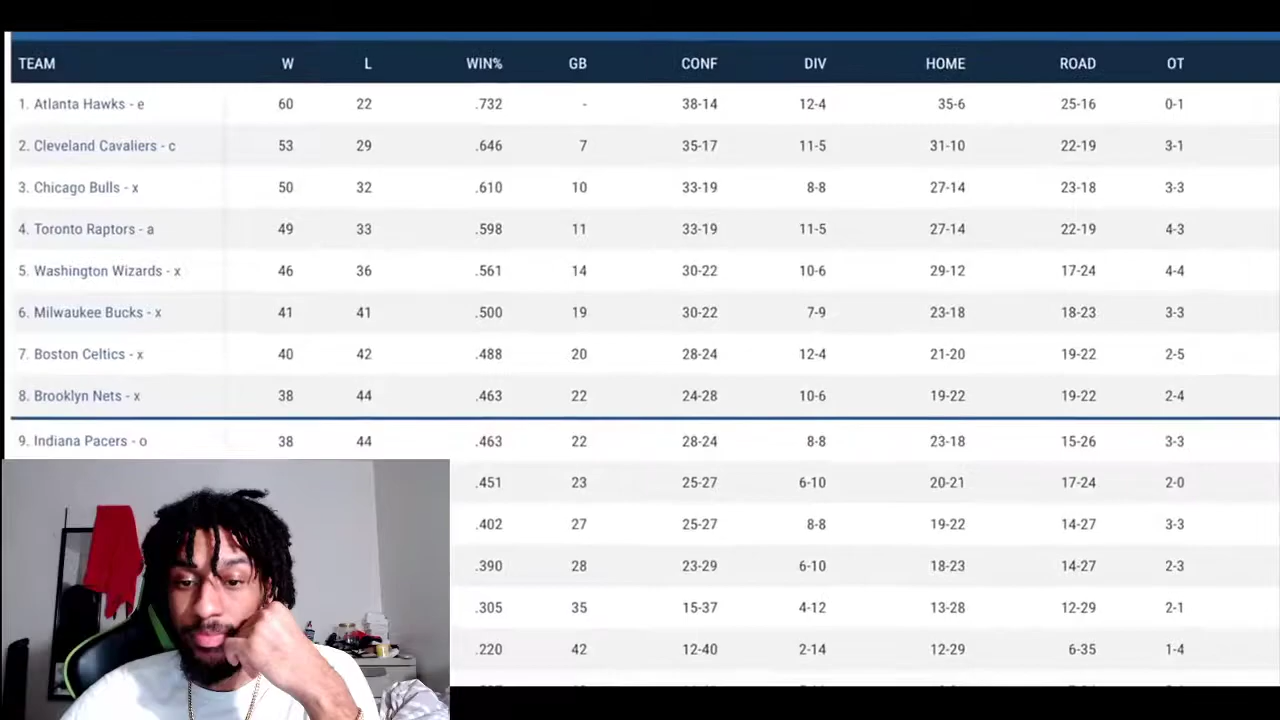 TEAM W L WIN% GB CONF DIV HOME ROAD OT
1. Atlanta Hawks - e 60 22 .732 - 38-14 12-4 35-6 25-16 0-1
2. Cleveland Cavaliers - c 53 29 .646 7 35-17 11-5 31-10 22-19 3-1
3. Chicago Bulls - x 50 32 .610 10 33-19 8-8 27-14 23-18 3-3
4. Toronto Raptors - a 49 33 .598 11 33-19 11-5 27-14 22-19 4-3
5. Washington Wizards - x 46 36 .561 14 30-22 10-6 29-12 17-24 4-4
6. Milwaukee Bucks - x 41 41 .500 19 30-22 7-9 23-18 18-23 3-3
7. Boston Celtics - x 40 42 .488 20 28-24 12-4 21-20 19-22 2-5
8. Brooklyn Nets - x 38 44 .463 22 24-28 10-6 19-22 19-22 2-4
9. Indiana Pacers - o 38 44 .463 22 28-24 8-8 23-18 15-26 3-3
.451 23 25-27 6-10 20-21 17-24 2-0
.402 27 25-27 8-8 19-22 14-27 3-3
.390 28 23-29 6-10 18-23 14-27 2-3
.305 35 15-37 4-12 13-28 12-29 2-1
.220 42 12-40 2-14 12-29 6-35 1-4